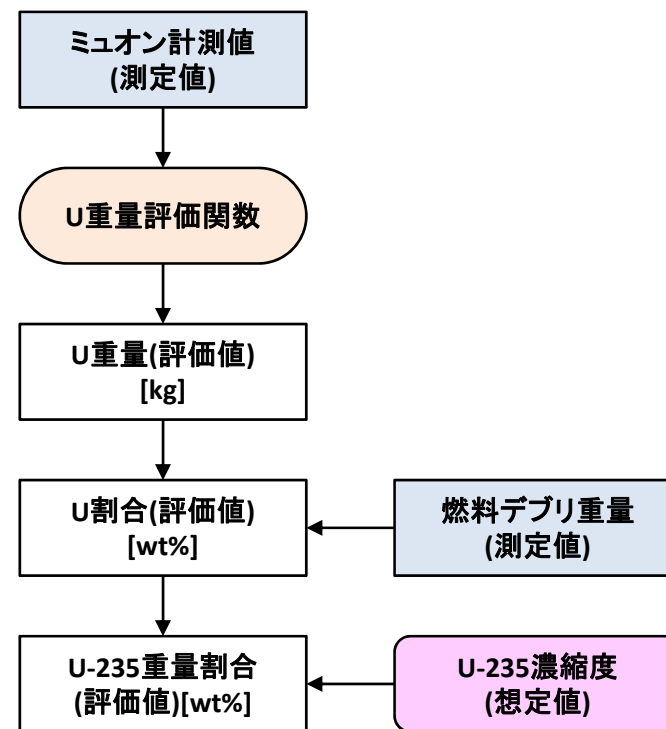 ミュオン計測値
(測定値)
U重量評価関数
U重量(評価値)
[kg]
U割合(評価値)
[wt%]
燃料デブリ重量
(測定値)
U-235重量割合
(評価値)[wt%]
U-235濃縮度
(想定値)